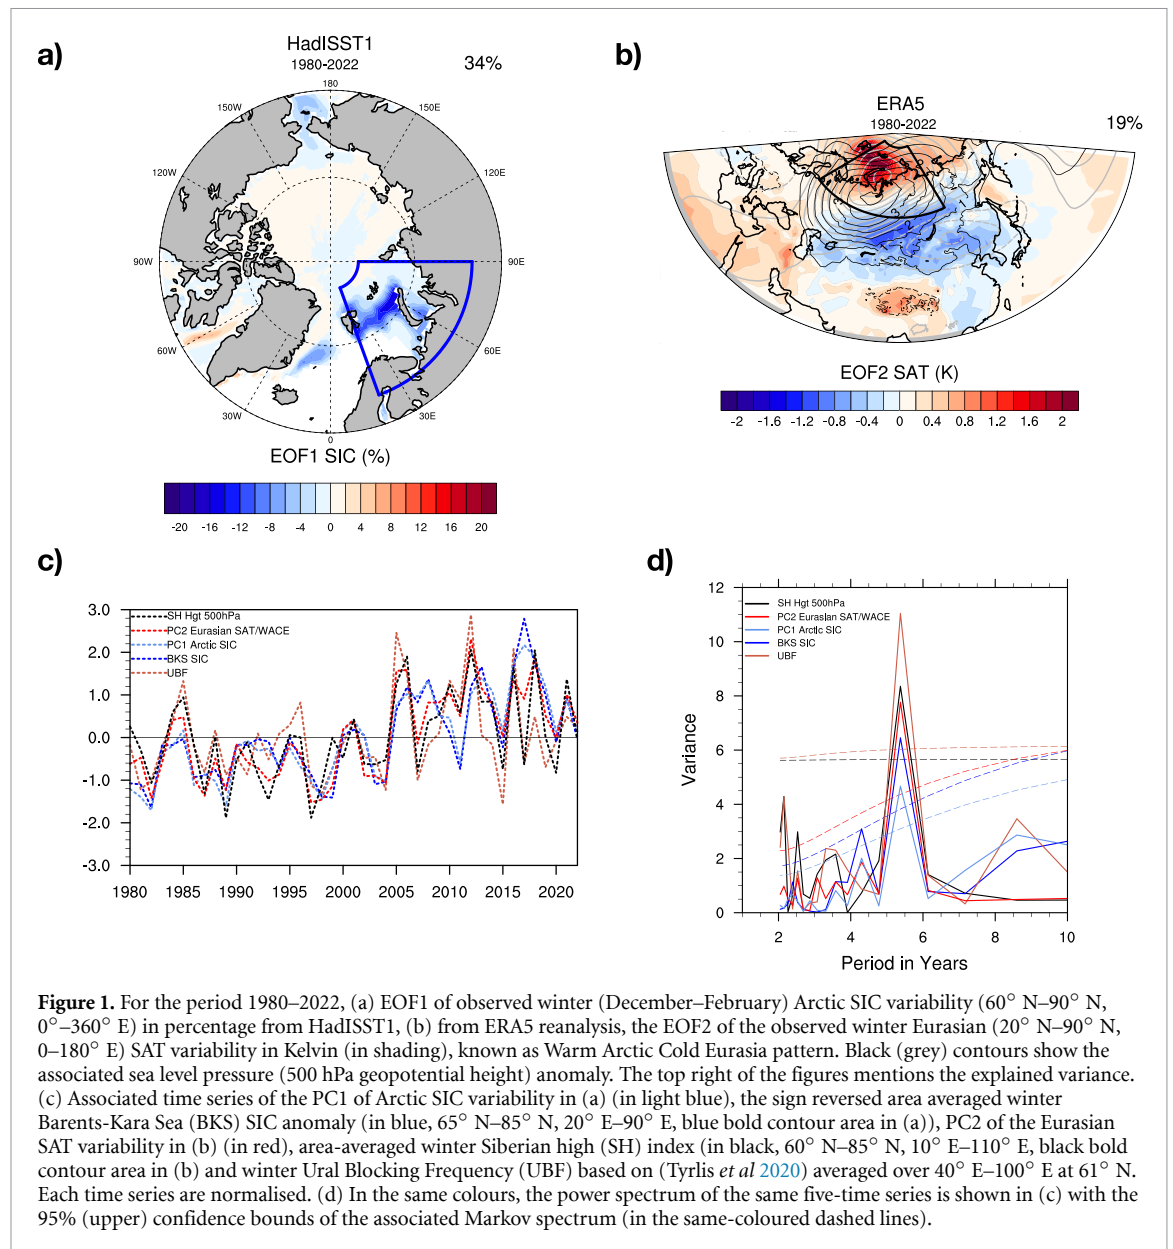 a)
HadISST1
1980-2022
34%
180
150W
150E
120W
120E
90W
90E
60W
60E
30W
30E
0
EOF1 SIC (%)
-20 -16 -12 -8 -4 0 4 8 12 16 20
b)
ERA5
1980-2022
19%
EOF2 SAT (K)
-2 -1.6 -1.2 -0.8 -0.4 0 0.4 0.8 1.2 1.6 2
c)
3.0
2.0
1.0
0.0
-1.0
-2.0
-3.0
SH Hgt 500hPa
PC2 Eurasian SAT/WACE
PC1 Arctic SIC
BKS SIC
UBF
1980 1985 1990 1995 2000 2005 2010 2015 2020
d)
12
10
8
6
4
2
0
Variance
SH Hgt 500hPa
PC2 Eurasian SAT/WACE
PC1 Arctic SIC
BKS SIC
UBF
2 4 6 8 10
Period in Years
Figure 1. For the period 1980–2022, (a) EOF1 of observed winter (December–February) Arctic SIC variability (60° N–90° N,
0°–360° E) in percentage from HadISST1, (b) from ERA5 reanalysis, the EOF2 of the observed winter Eurasian (20° N–90° N,
0–180° E) SAT variability in Kelvin (in shading), known as Warm Arctic Cold Eurasia pattern. Black (grey) contours show the
associated sea level pressure (500 hPa geopotential height) anomaly. The top right of the figures mentions the explained variance.
(c) Associated time series of the PC1 of Arctic SIC variability in (a) (in light blue), the sign reversed area averaged winter
Barents-Kara Sea (BKS) SIC anomaly (in blue, 65° N–85° N, 20° E–90° E, blue bold contour area in (a)), PC2 of the Eurasian
SAT variability in (b) (in red), area-averaged winter Siberian high (SH) index (in black, 60° N–85° N, 10° E–110° E, black bold
contour area in (b) and winter Ural Blocking Frequency (UBF) based on (Tyrlis et al 2020) averaged over 40° E–100° E at 61° N.
Each time series are normalised. (d) In the same colours, the power spectrum of the same five-time series is shown in (c) with the
95% (upper) confidence bounds of the associated Markov spectrum (in the same-coloured dashed lines).